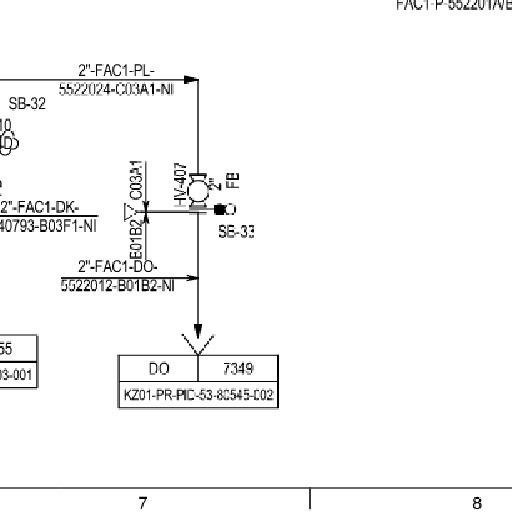 FAC1-P-552201A/B
2"-FAC1-PL-
5522024-C03A1-NI
SB-32
10
C03A1
HV-407
2"
FB
2"-FAC1-DK-
40793-B03F1-NI
B01B2
SB-33
2"-FAC1-DO-
5522012-B01B2-NI
55
03-001
DO 7349
KZ01-PR-PID-53-80545-002
7 8